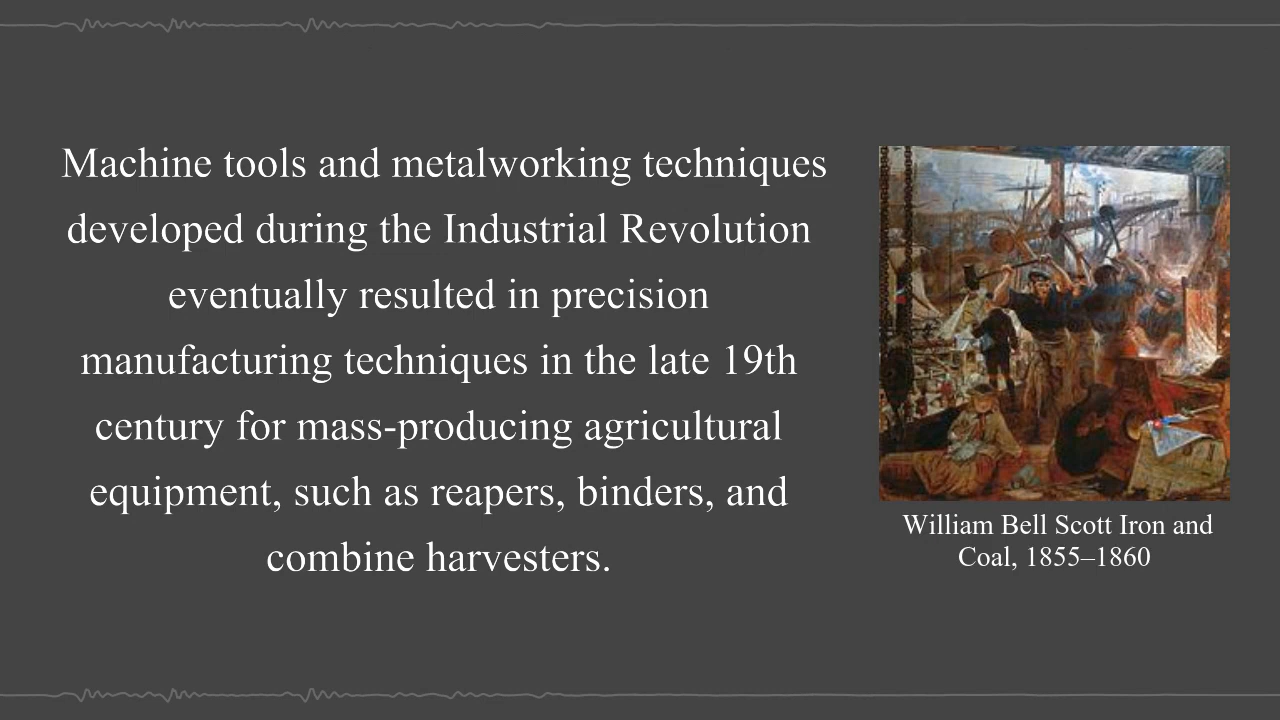 Machine tools and metalworking techniques
developed during the Industrial Revolution
eventually resulted in precision
manufacturing techniques in the late 19th
century for mass-producing agricultural
equipment, such as reapers, binders, and
combine harvesters.
William Bell Scott Iron and
Coal, 1855–1860